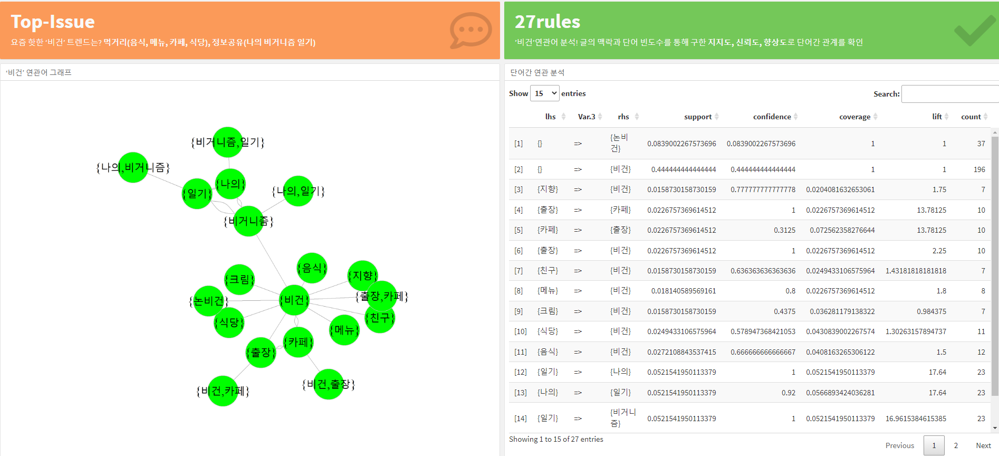 Top-Issue
요즘 핫한 ‘비건’ 트렌드는? 먹거리(음식, 메뉴, 카페, 식당), 정보공유(나의 비거니즘 일기)
27rules
’비건’연관어 분석! 글의 맥락과 단어 빈도수를 통해 구한 지지도, 신뢰도, 향상도로 단어간 관계를 확인
‘비건’ 연관어 그래프
{비거니즘,일기}
{나의,비거니즘}
{나의}
{일기}
{나의,일기}
{비거니즘}
{음식}
{크림}
{지향}
{논비건}
{비건}
{출장,카페}
{식당}
{친구}
{메뉴}
{카페}
{출장}
{비건,카페}
{비건,출장}
단어간 연관 분석
Show 15 entries
Search:
lhs Var.3 rhs support confidence coverage lift count
[1] {} => {논비
건} 0.0839002267573696 0.0839002267573696 1 1 37
[2] {} => {비건} 0.444444444444444 0.444444444444444 1 1 196
[3] {지향} => {비건} 0.0158730158730159 0.777777777777778 0.0204081632653061 1.75 7
[4] {출장} => {카페} 0.0226757369614512 1 0.0226757369614512 13.78125 10
[5] {카페} => {출장} 0.0226757369614512 0.3125 0.072562358276644 13.78125 10
[6] {출장} => {비건} 0.0226757369614512 1 0.0226757369614512 2.25 10
[7] {친구} => {비건} 0.0158730158730159 0.636363636363636 0.0249433106575964 1.43181818181818 7
[8] {메뉴} => {비건} 0.018140589569161 0.8 0.0226757369614512 1.8 8
[9] {크림} => {비건} 0.0158730158730159 0.4375 0.036281179138322 0.984375 7
[10] {식당} => {비건} 0.0249433106575964 0.578947368421053 0.0430839002267574 1.30263157894737 11
[11] {음식} => {비건} 0.0272108843537415 0.666666666666667 0.0408163265306122 1.5 12
[12] {일기} => {나의} 0.0521541950113379 1 0.0521541950113379 17.64 23
[13] {나의} => {일기} 0.0521541950113379 0.92 0.0566893424036281 17.64 23
[14] {일기} => {비거니
즘} 0.0521541950113379 1 0.0521541950113379 16.9615384615385 23
Showing 1 to 15 of 27 entries
Previous 1 2 Next